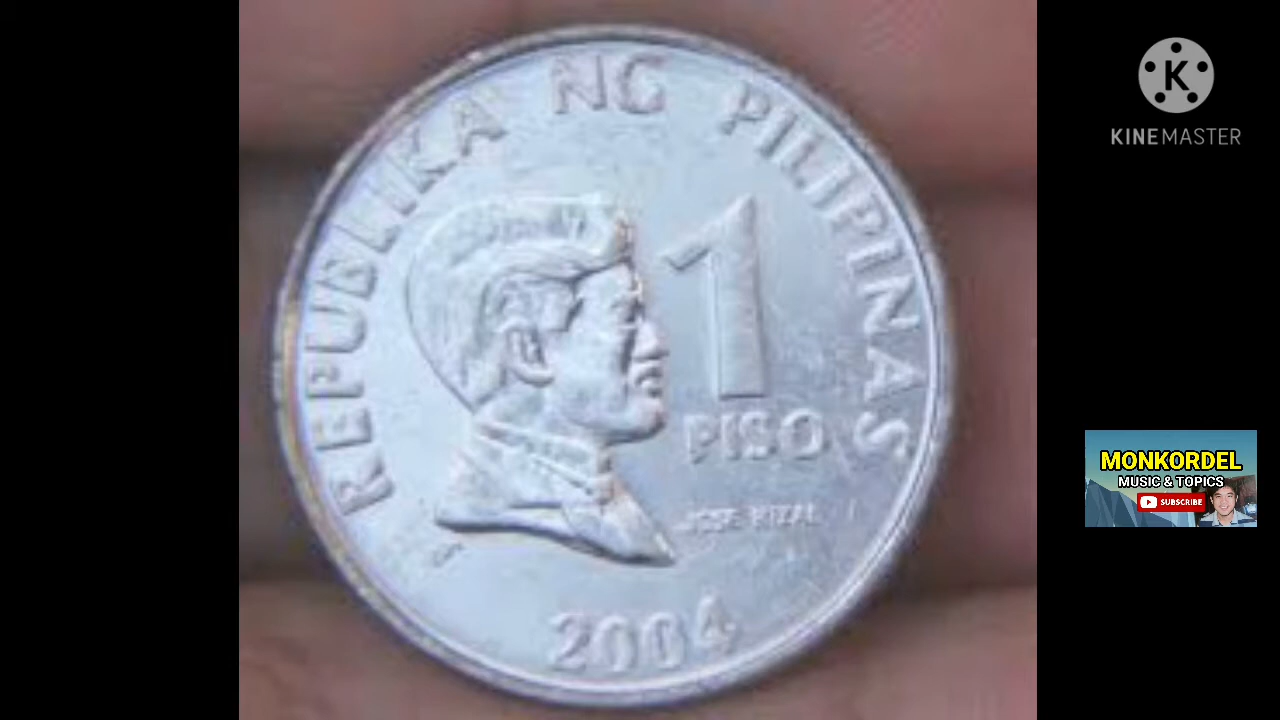 REPUBLIKA NG PILIPINAS
1
PISO
JOSE RIZAL
2004
KINEMASTER
MONKORDEL
MUSIC & TOPICS
SUBSCRIBE